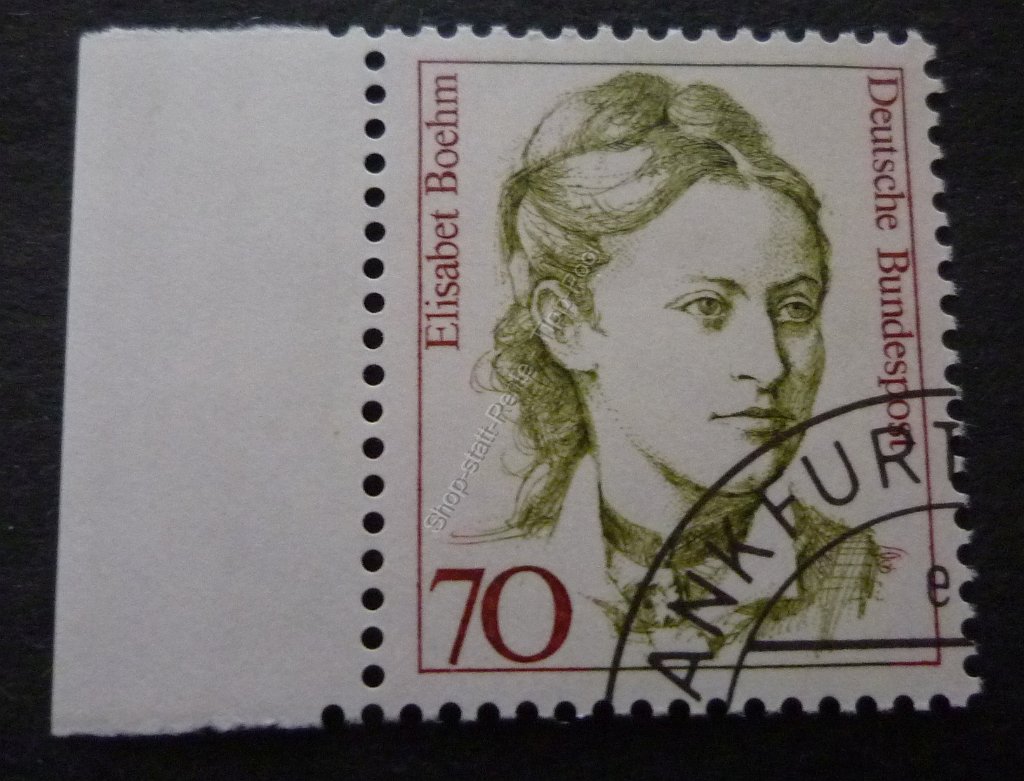 Elisabet Boehm
Deutsche Bundespost
70
ANKFURT
e